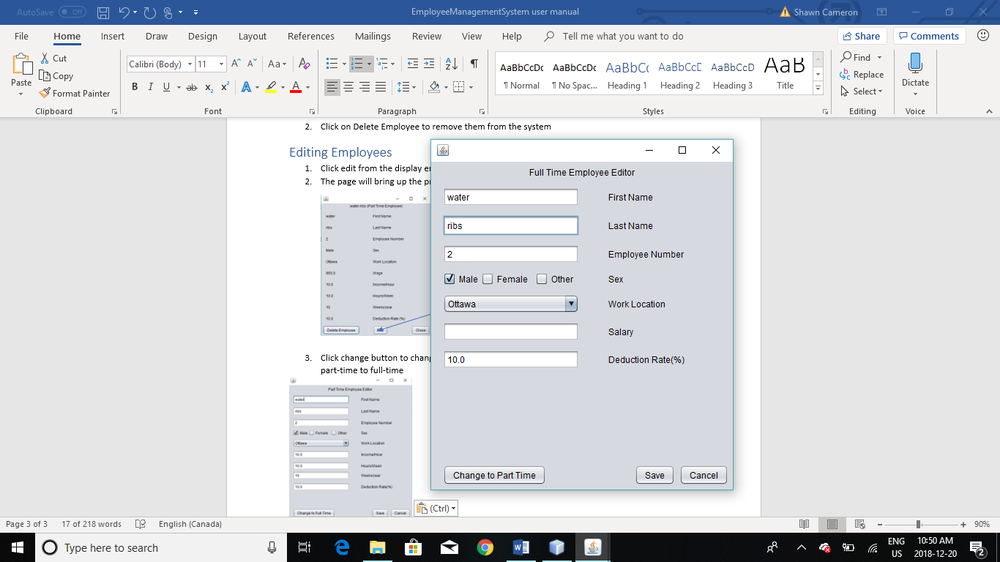 AutoSave Off
EmployeeManagementSystem user manual
Shawn Cameron
File Home Insert Draw Design Layout References Mailings Review View Help Tell me what you want to do Share Comments
Paste
Cut
Copy
Format Painter
Clipboard
Calibri (Body) 11
Font
Paragraph
AaBbCcDc AaBbCcDc AaBbCc AaBbCcD AaBbCcD AaB
¶ Normal ¶ No Spac... Heading 1 Heading 2 Heading 3 Title
Styles
Find
Replace
Select
Editing
Dictate
Voice
2. Click on Delete Employee to remove them from the system
Editing Employees
1. Click edit from the display
2. The page will bring up the
water ribs (Part Time Employee)
water First Name
ribs Last Name
2 Employee Number
Male Sex
Ottawa Work Location
900.0 Wage
10.0 Income/Hour
10.0 Hours/Week
10 Weeks/year
10.0 Deduction Rate (%)
Delete Employee Close
3. Click change button to
part-time to full-time
Part Time Employee Editor
water First Name
ribs Last Name
2 Employee Number
Male Female Other Sex
Ottawa Work Location
10.0 Income/Hour
10.0 Hours/Week
10 Weeks/year
10.0 Deduction Rate(%)
Change to Full Time Save Cancel
Full Time Employee Editor
water First Name
ribs Last Name
2 Employee Number
Male Female Other Sex
Ottawa Work Location
Salary
10.0 Deduction Rate(%)
Change to Part Time Save Cancel
(Ctrl)
Page 3 of 3 17 of 218 words English (Canada) 90%
Type here to search
ENG
US
10:50 AM
2018-12-20
2